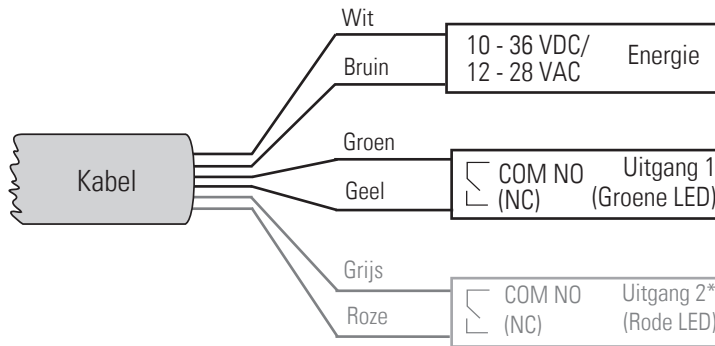 Wit
10 - 36 VDC/
12 - 28 VAC
Energie
Bruin
Kabel
Groen
COM NO
(NC)
Uitgang 1
(Groene LED)
Geel
Grijs
COM NO
(NC)
Uitgang 2*
(Rode LED)
Roze